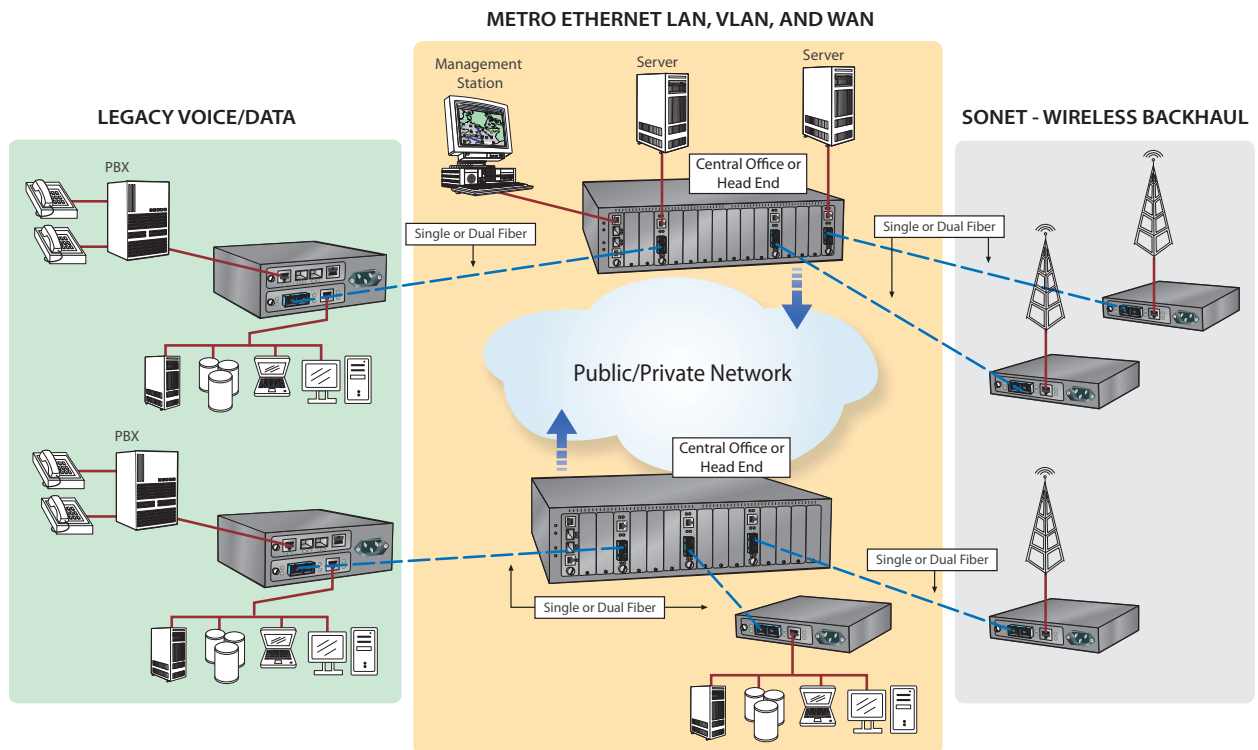 METRO ETHERNET LAN, VLAN, AND WAN
LEGACY VOICE/DATA
SONET - WIRELESS BACKHAUL
Management
Station
Server
Server
PBX
Central Office or
Head End
Single or Dual Fiber
Single or Dual Fiber
Public/Private Network
PBX
Central Office or
Head End
Single or Dual Fiber
Single or Dual Fiber